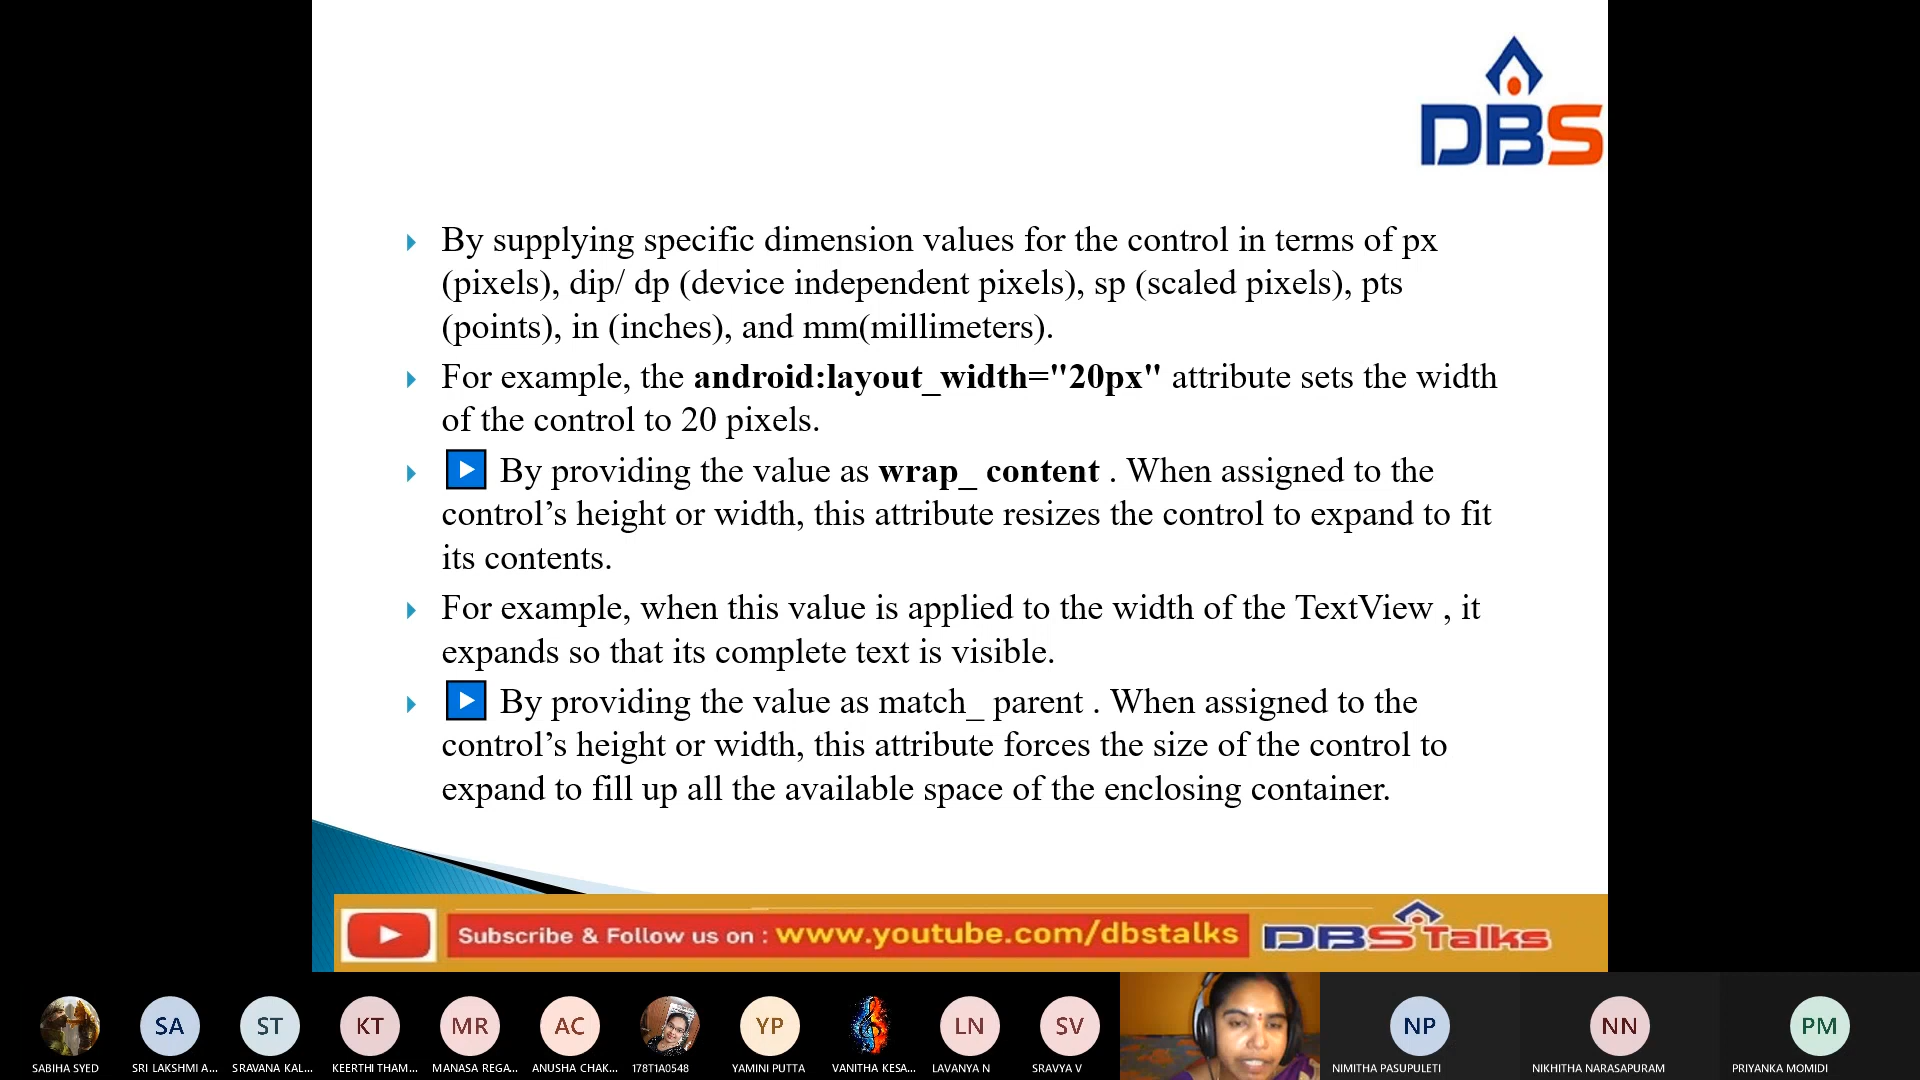 DBS
By supplying specific dimension values for the control in terms of px
(pixels), dip/ dp (device independent pixels), sp (scaled pixels), pts
(points), in (inches), and mm(millimeters).
For example, the android:layout_width="20px" attribute sets the width
of the control to 20 pixels.
By providing the value as wrap_ content . When assigned to the
control’s height or width, this attribute resizes the control to expand to fit
its contents.
For example, when this value is applied to the width of the TextView , it
expands so that its complete text is visible.
By providing the value as match_ parent . When assigned to the
control’s height or width, this attribute forces the size of the control to
expand to fill up all the available space of the enclosing container.
Subscribe & Follow us on : www.youtube.com/dbstalks DBS Talks
SA ST KT MR AC YP LN SV NP NN PM
SABIHA SYED SRI LAKSHMI A... SRAVANA KAL... KEERTHI THAM... MANASA REGA... ANUSHA CHAK... 178T1A0548 YAMINI PUTTA VANITHA KESA... LAVANYA N SRAVYA V NIMITHA PASUPULETI NIKHITHA NARASAPURAM PRIYANKA MOMIDI